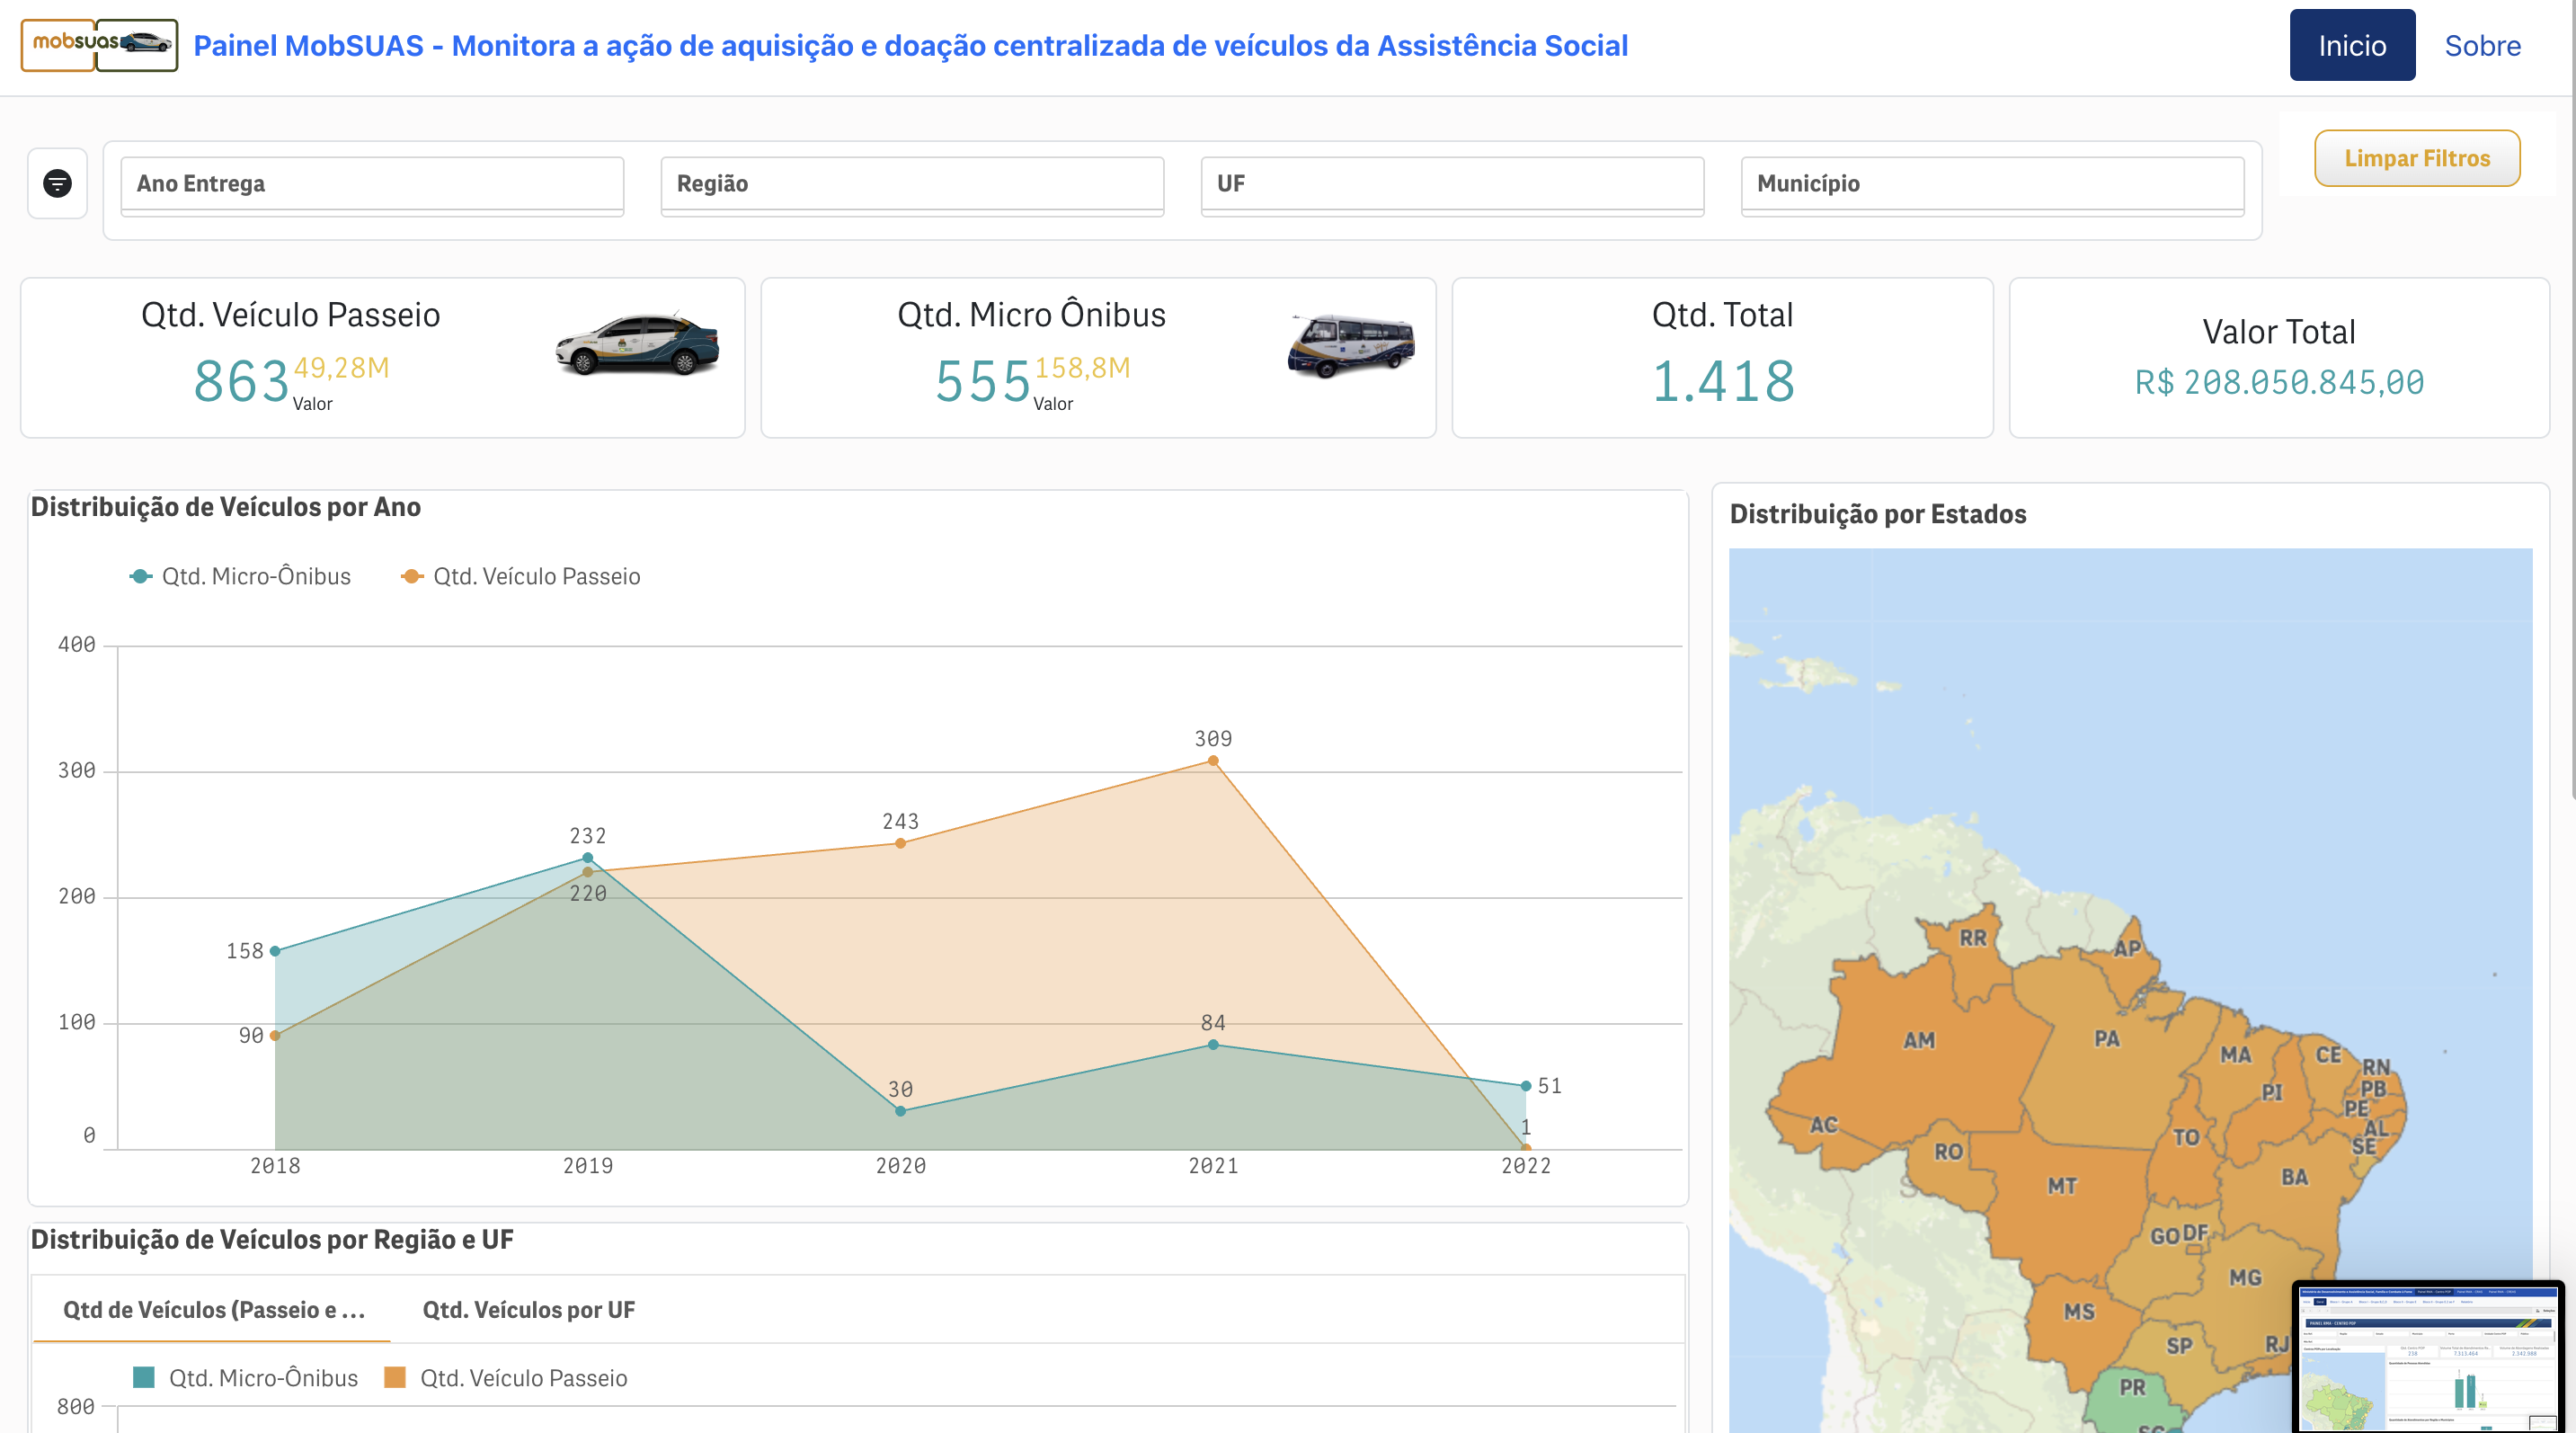 mobsuas
Painel MobSUAS - Monitora a ação de aquisição e doação centralizada de veículos da Assistência Social
Inicio
Sobre
Ano Entrega
Região
UF
Município
Limpar Filtros
Qtd. Veículo Passeio
863
49,28M
Valor
Qtd. Micro Ônibus
555
158,8M
Valor
Qtd. Total
1.418
Valor Total
R$ 208.050.845,00
Distribuição de Veículos por Ano
Qtd. Micro-Ônibus
Qtd. Veículo Passeio
400
300
200
100
0
158
90
232
220
243
30
309
84
51
1
2018
2019
2020
2021
2022
Distribuição por Estados
RR
AP
AM
PA
MA
CE
RN
PB
PI
PE
AL
SE
AC
TO
RO
BA
MT
GO
DF
MG
MS
SP
RJ
PR
SC
Distribuição de Veículos por Região e UF
Qtd de Veículos (Passeio e ...
Qtd. Veículos por UF
Qtd. Micro-Ônibus
Qtd. Veículo Passeio
800
PAINEL RMA - CENTRO POP